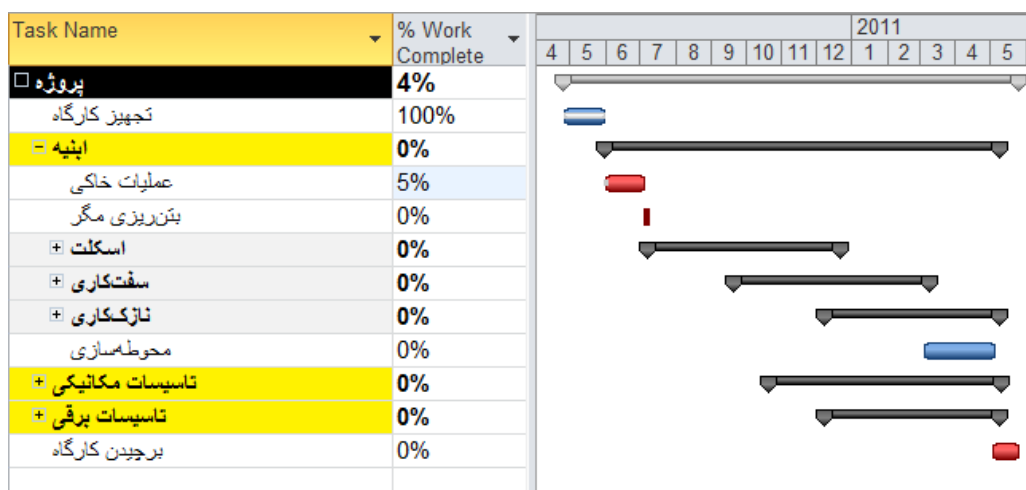 Task Name
% Work Complete
2011
4 5 6 7 8 9 10 11 12 1 2 3 4 5
پروژه 4%
تجهیز کارگاه 100%
ابنیه 0%
عملیات خاکی 5%
بتن‌ریزی مگر 0%
اسکلت 0%
سفت‌کاری 0%
نازک‌کاری 0%
محوطه‌سازی 0%
تاسیسات مکانیکی 0%
تاسیسات برقی 0%
برچیدن کارگاه 0%